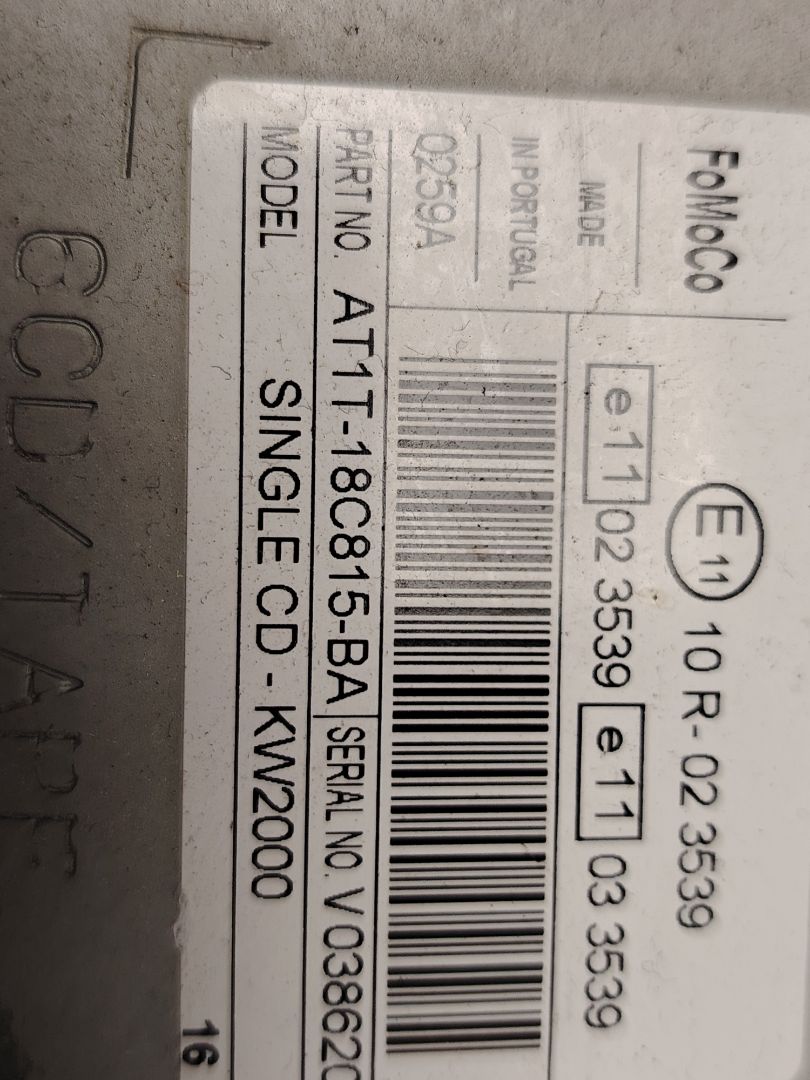 FoMoCo
E 11 10 R - 02 3539
MADE
IN PORTUGAL
e 11 02 3539 e 11 03 3539
0259A
PART NO. AT1T-18C815-BA SERIAL NO. V 038620
MODEL SINGLE CD - KW2000
16
6CD/TAPE